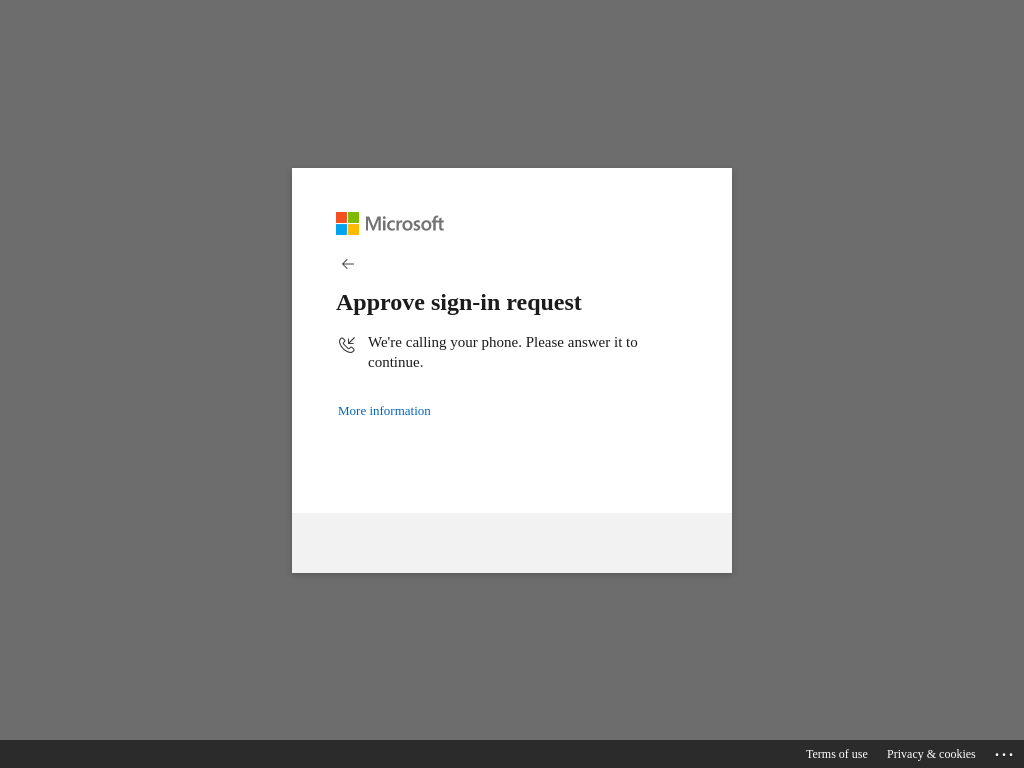 Microsoft
Approve sign-in request
We're calling your phone. Please answer it to
continue.
More information
Terms of use Privacy & cookies